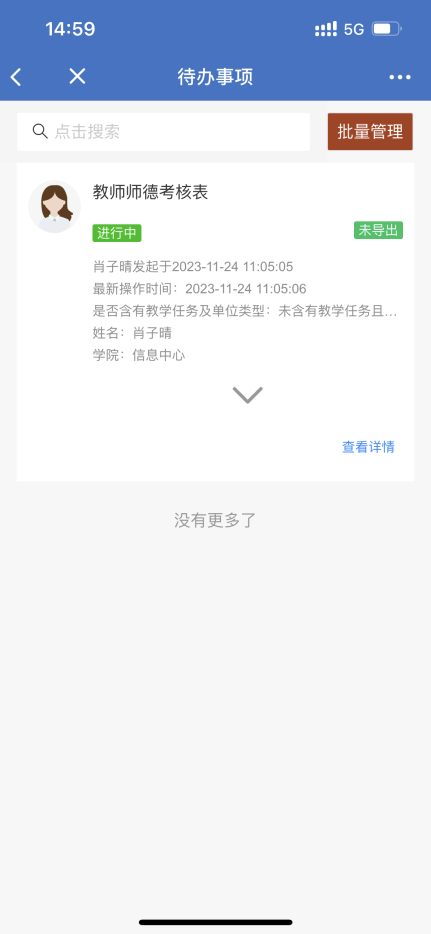 14:59
5G
待办事项
点击搜索
批量管理
教师师德考核表
进行中
未导出
肖子晴发起于2023-11-24 11:05:05
最新操作时间：2023-11-24 11:05:06
是否含有教学任务及单位类型：未含有教学任务且...
姓名：肖子晴
学院：信息中心
查看详情
没有更多了